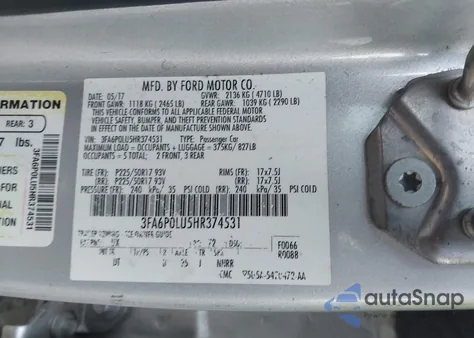 MFD. BY FORD MOTOR CO.
DATE: 05/17 GVWR: 2136 KG ( 4710 LB)
FRONT GAWR: 1118 KG ( 2465 LB) REAR GAWR: 1039 KG ( 2290 LB)
THIS VEHICLE CONFORMS TO ALL APPLICABLE FEDERAL MOTOR
VEHICLE SAFETY, BUMPER, AND THEFT PREVENTION STANDARDS IN
EFFECT ON THE DATE OF MANUFACTURE SHOWN ABOVE.
VIN: 3FA6P0LU5HR374531 TYPE: Passenger Car
MAXIMUM LOAD = OCCUPANTS + LUGGAGE = 375KG/ 827LB
OCCUPANTS = 5 TOTAL: 2 FRONT, 3 REAR
TIRE (FR): P225/50R17 93V RIMS (FR): 17x7.5J
(RR): P225/50R17 93V (RR): 17x7.5J
PRESSURE (FR): 240 kPa/ 35 PSI COLD (RR): 240 kPa/ 35 PSI COLD
3FA6P0LU5HR374531
F0066
R0088
ORMATION
REAR: 3
7 lbs.
3FA6P0LU5HR374531
autoSnap